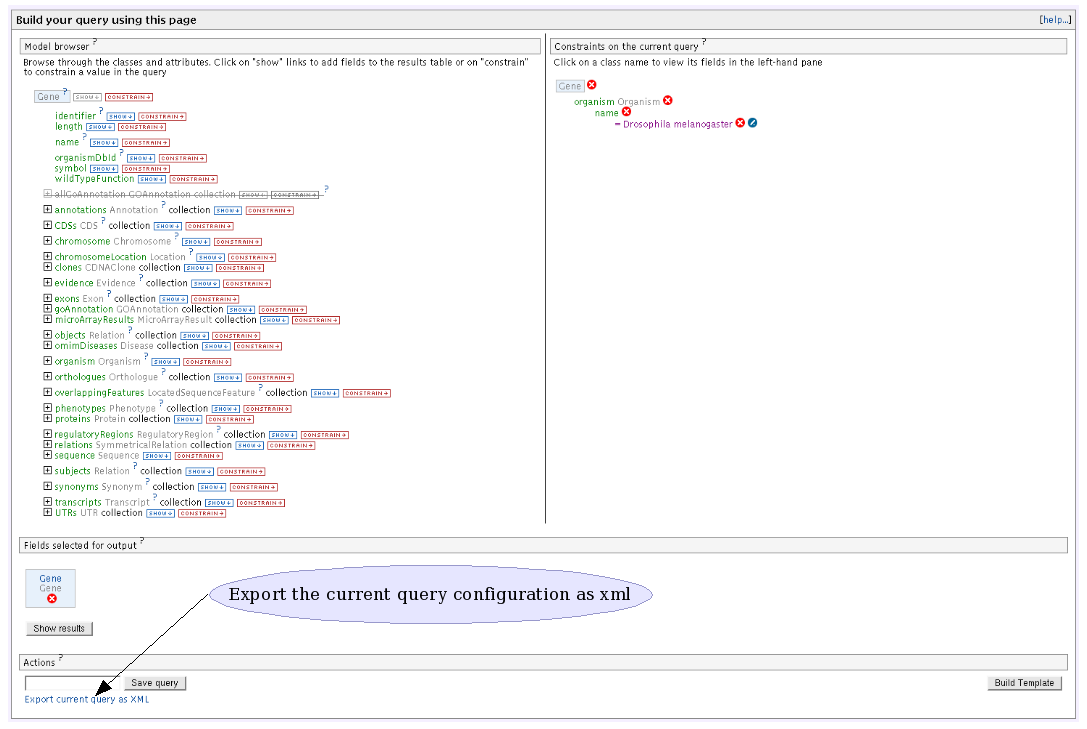 Build your query using this page
[help...]
Model browser ?
Browse through the classes and attributes. Click on "show" links to add fields to the results table or on "constrain"
to constrain a value in the query
Gene ? SHOW↓ CONSTRAIN→
identifier ? SHOW↓ CONSTRAIN→
length SHOW↓ CONSTRAIN→
name ? SHOW↓ CONSTRAIN→
organismDbId ? SHOW↓ CONSTRAIN→
symbol SHOW↓ CONSTRAIN→
wildTypeFunction SHOW↓ CONSTRAIN→
allGoAnnotation GOAnnotation collection SHOW↓ CONSTRAIN→ ?
annotations Annotation ? collection SHOW↓ CONSTRAIN→
CDSs CDS ? collection SHOW↓ CONSTRAIN→
chromosome Chromosome ? SHOW↓ CONSTRAIN→
chromosomeLocation Location ? SHOW↓ CONSTRAIN→
clones CDNAClone collection SHOW↓ CONSTRAIN→
evidence Evidence ? collection SHOW↓ CONSTRAIN→
exons Exon ? collection SHOW↓ CONSTRAIN→
goAnnotation GOAnnotation collection SHOW↓ CONSTRAIN→
microArrayResults MicroArrayResult collection SHOW↓ CONSTRAIN→
objects Relation ? collection SHOW↓ CONSTRAIN→
omimDiseases Disease collection SHOW↓ CONSTRAIN→
organism Organism ? SHOW↓ CONSTRAIN→
orthologues Orthologue ? collection SHOW↓ CONSTRAIN→
overlappingFeatures LocatedSequenceFeature ? collection SHOW↓ CONSTRAIN→
phenotypes Phenotype ? collection SHOW↓ CONSTRAIN→
proteins Protein collection SHOW↓ CONSTRAIN→
regulatoryRegions RegulatoryRegion ? collection SHOW↓ CONSTRAIN→
relations SymmetricalRelation collection SHOW↓ CONSTRAIN→
sequence Sequence SHOW↓ CONSTRAIN→
subjects Relation ? collection SHOW↓ CONSTRAIN→
synonyms Synonym ? collection SHOW↓ CONSTRAIN→
transcripts Transcript ? collection SHOW↓ CONSTRAIN→
UTRs UTR collection SHOW↓ CONSTRAIN→
Constraints on the current query ?
Click on a class name to view its fields in the left-hand pane
Gene
organism Organism
name
= Drosophila melanogaster
Fields selected for output ?
Gene
Gene
Export the current query configuration as xml
Show results
Actions ?
Save query
Build Template
Export current query as XML